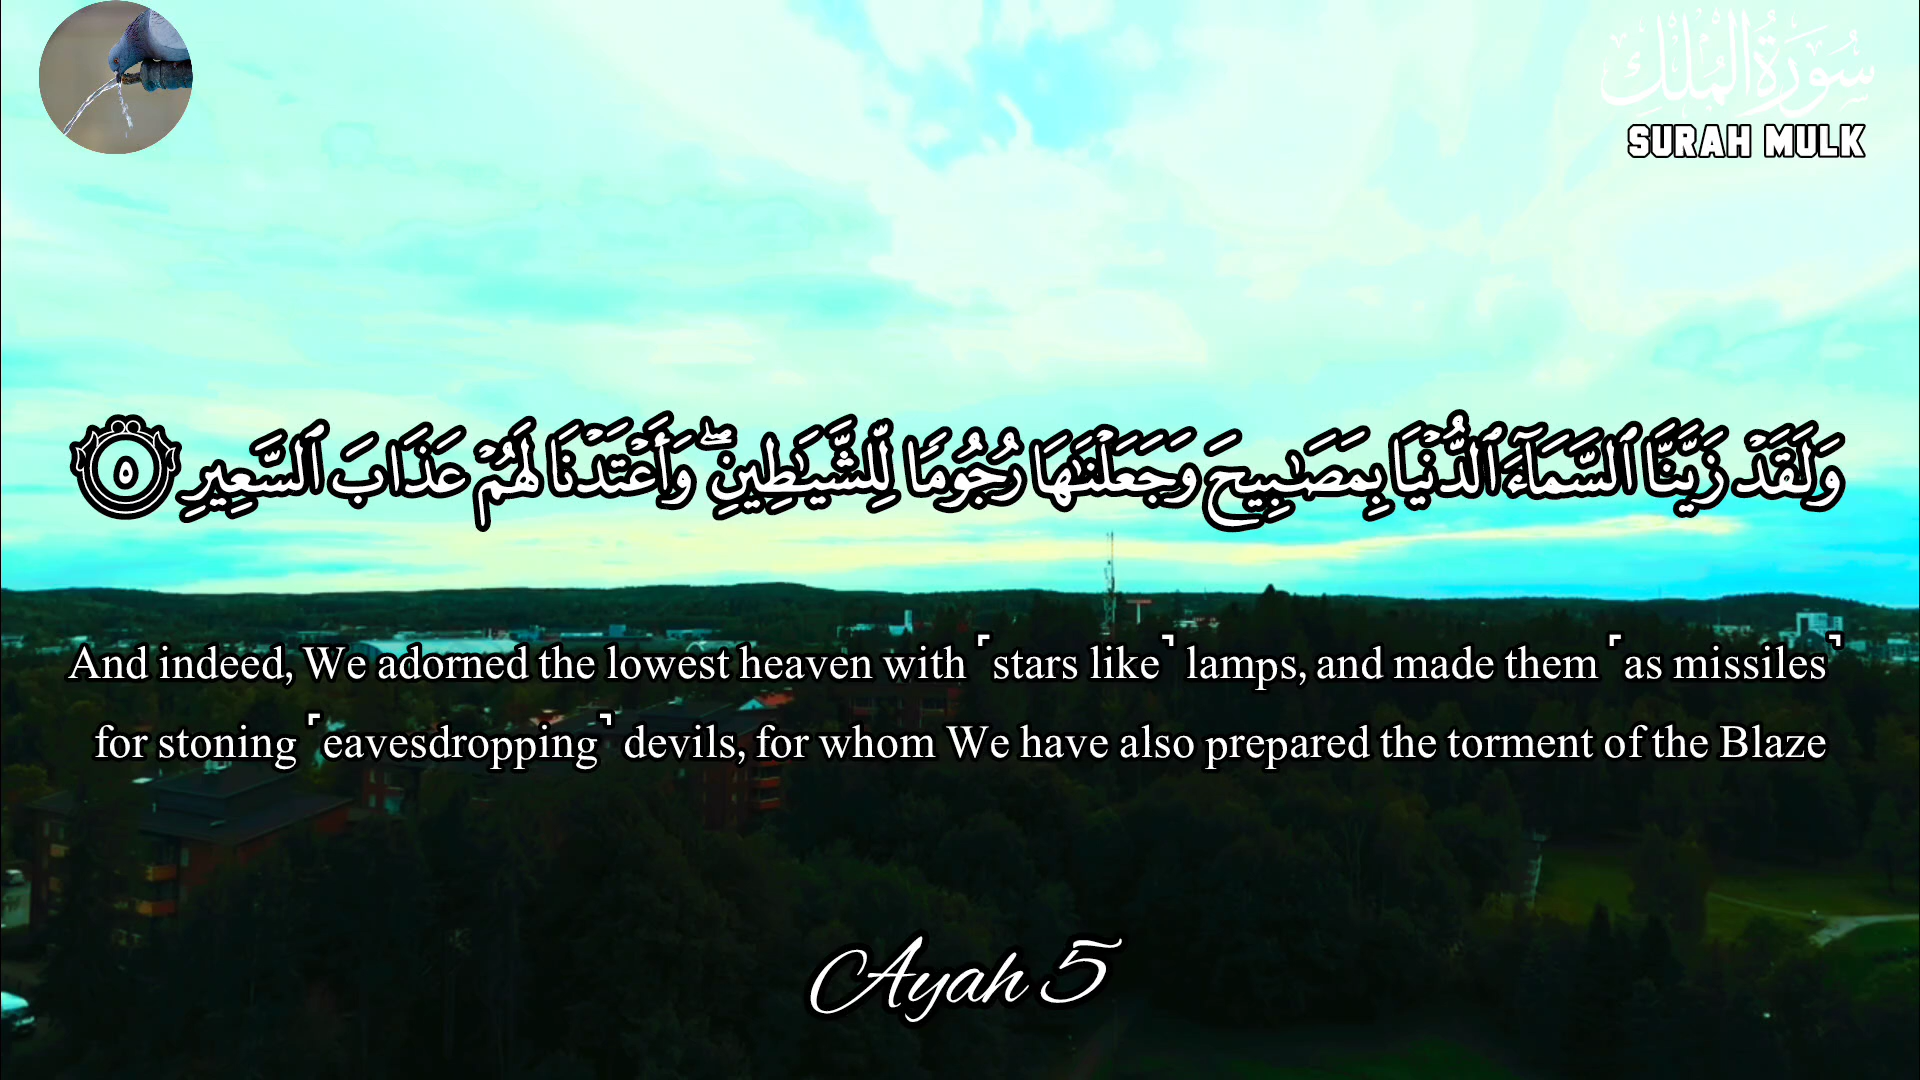 سُورَةُ الْمُلْكِ
SURAH MULK
وَلَقَدْ زَيَّنَّا ٱلسَّمَآءَ ٱلدُّنْيَا بِمَصَـٰبِيحَ وَجَعَلْنَـٰهَا رُجُومًا لِّلشَّيَـٰطِينِ ۖ وَأَعْتَدْنَا لَهُمْ عَذَابَ ٱلسَّعِيرِ ٥
And indeed, We adorned the lowest heaven with ˹stars like˺ lamps, and made them ˹as missiles˺
for stoning ˹eavesdropping˺ devils, for whom We have also prepared the torment of the Blaze
Ayah 5